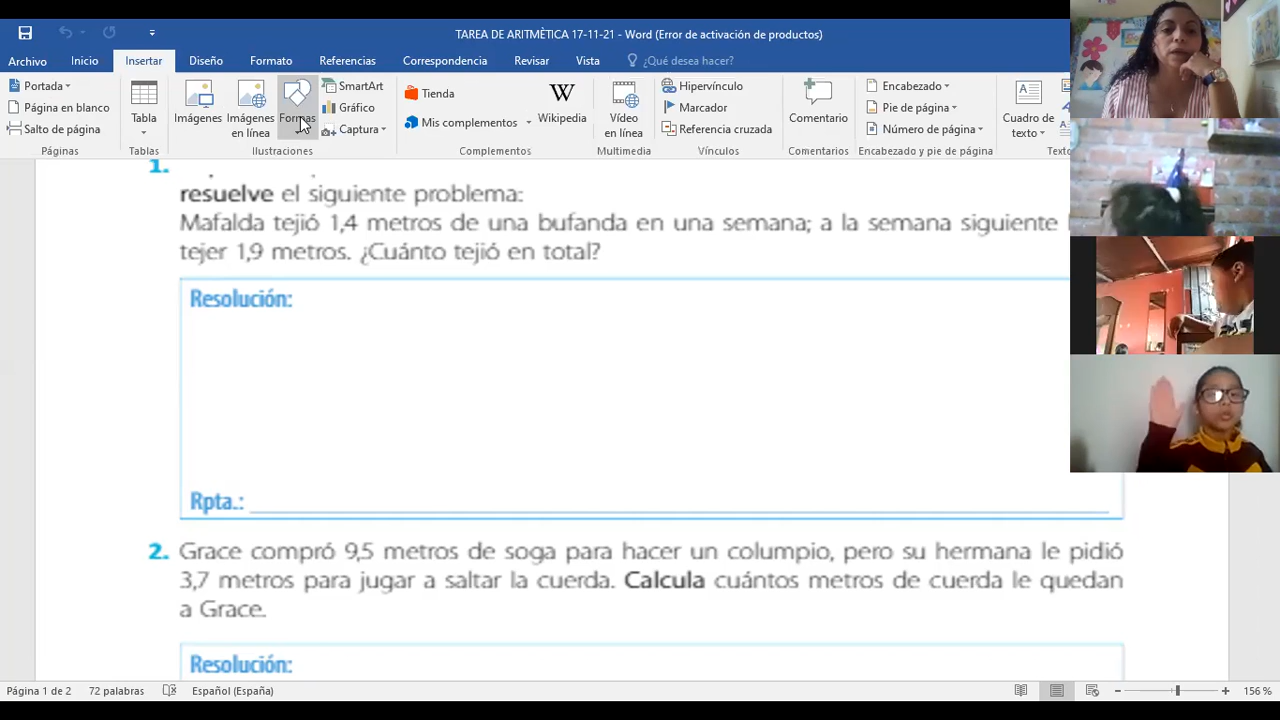 TAREA DE ARITMÈTICA 17-11-21 - Word (Error de activación de productos)
Archivo Inicio Insertar Diseño Formato Referencias Correspondencia Revisar Vista ¿Qué desea hacer?
Portada
Página en blanco
Salto de página
Páginas
Tabla
Tablas
Imágenes
Imágenes
en línea
Formas
SmartArt
Gráfico
Captura
Ilustraciones
Tienda
Mis complementos
Wikipedia
Complementos
Vídeo
en línea
Multimedia
Hipervínculo
Marcador
Referencia cruzada
Vínculos
Comentario
Comentarios
Encabezado
Pie de página
Número de página
Encabezado y pie de página
Cuadro de
texto
1.
resuelve el siguiente problema:
Mafalda tejió 1,4 metros de una bufanda en una semana; a la semana siguiente
tejer 1,9 metros. ¿Cuánto tejió en total?
Resolución:
Rpta.:
2. Grace compró 9,5 metros de soga para hacer un columpio, pero su hermana le pidió
3,7 metros para jugar a saltar la cuerda. Calcula cuántos metros de cuerda le quedan
a Grace.
Resolución:
Página 1 de 2 72 palabras Español (España) 156 %